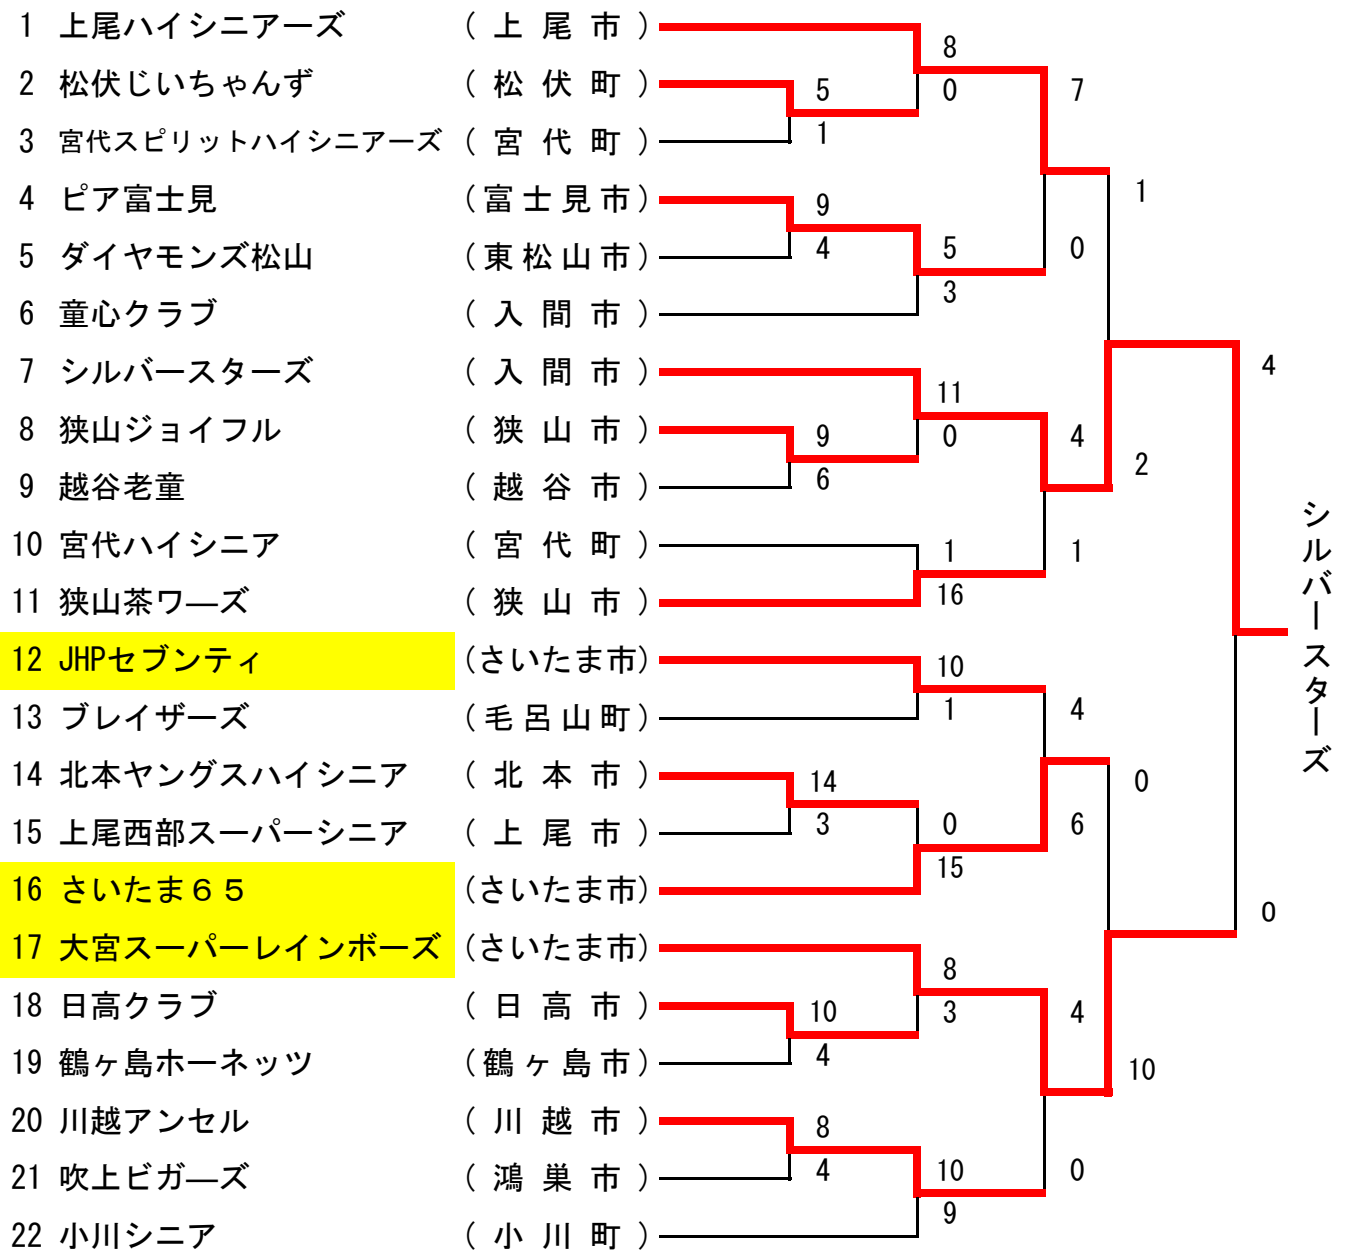 1 上尾ハイシニアーズ (上尾市)
2 松伏じいちゃんず (松伏町)
3 宮代スピリットハイシニアーズ (宮代町)
4 ピア富士見 (富士見市)
5 ダイヤモンズ松山 (東松山市)
6 童心クラブ (入間市)
7 シルバースターズ (入間市)
8 狭山ジョイフル (狭山市)
9 越谷老童 (越谷市)
10 宮代ハイシニア (宮代町)
11 狭山茶ワ―ズ (狭山市)
12 JHPセブンティ (さいたま市)
13 ブレイザーズ (毛呂山町)
14 北本ヤングスハイシニア (北本市)
15 上尾西部スーパーシニア (上尾市)
16 さいたま６５ (さいたま市)
17 大宮スーパーレインボーズ (さいたま市)
18 日高クラブ (日高市)
19 鶴ヶ島ホーネッツ (鶴ヶ島市)
20 川越アンセル (川越市)
21 吹上ビガ―ズ (鴻巣市)
22 小川シニア (小川町)
5
1
9
4
9
6
14
3
10
4
8
4
8
0
5
3
11
0
1
16
10
1
0
15
8
3
10
9
7
0
4
1
4
6
4
0
1
2
0
10
4
0
シルバースターズ